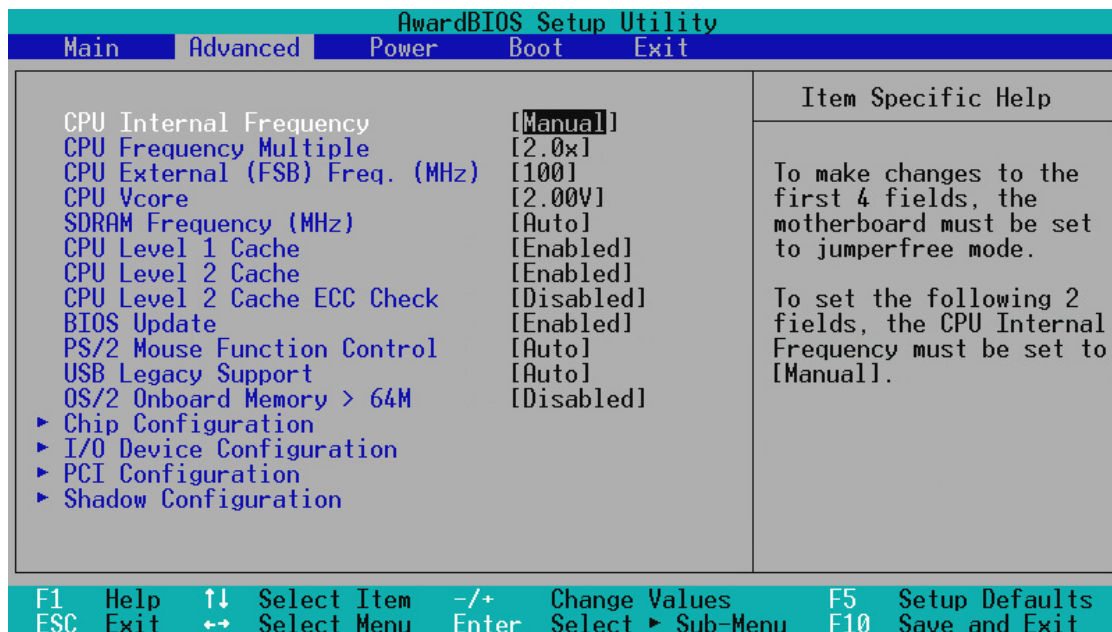 AwardBIOS Setup Utility
Main Advanced Power Boot Exit
CPU Internal Frequency [Manual]
CPU Frequency Multiple [2.0x]
CPU External (FSB) Freq. (MHz) [100]
CPU Vcore [2.00V]
SDRAM Frequency (MHz) [Auto]
CPU Level 1 Cache [Enabled]
CPU Level 2 Cache [Enabled]
CPU Level 2 Cache ECC Check [Disabled]
BIOS Update [Enabled]
PS/2 Mouse Function Control [Auto]
USB Legacy Support [Auto]
OS/2 Onboard Memory > 64M [Disabled]
► Chip Configuration
► I/O Device Configuration
► PCI Configuration
► Shadow Configuration
Item Specific Help
To make changes to the
first 4 fields, the
motherboard must be set
to jumperfree mode.
To set the following 2
fields, the CPU Internal
Frequency must be set to
[Manual].
F1 Help ↑↓ Select Item -/+ Change Values F5 Setup Defaults
ESC Exit ←→ Select Menu Enter Select ► Sub-Menu F10 Save and Exit